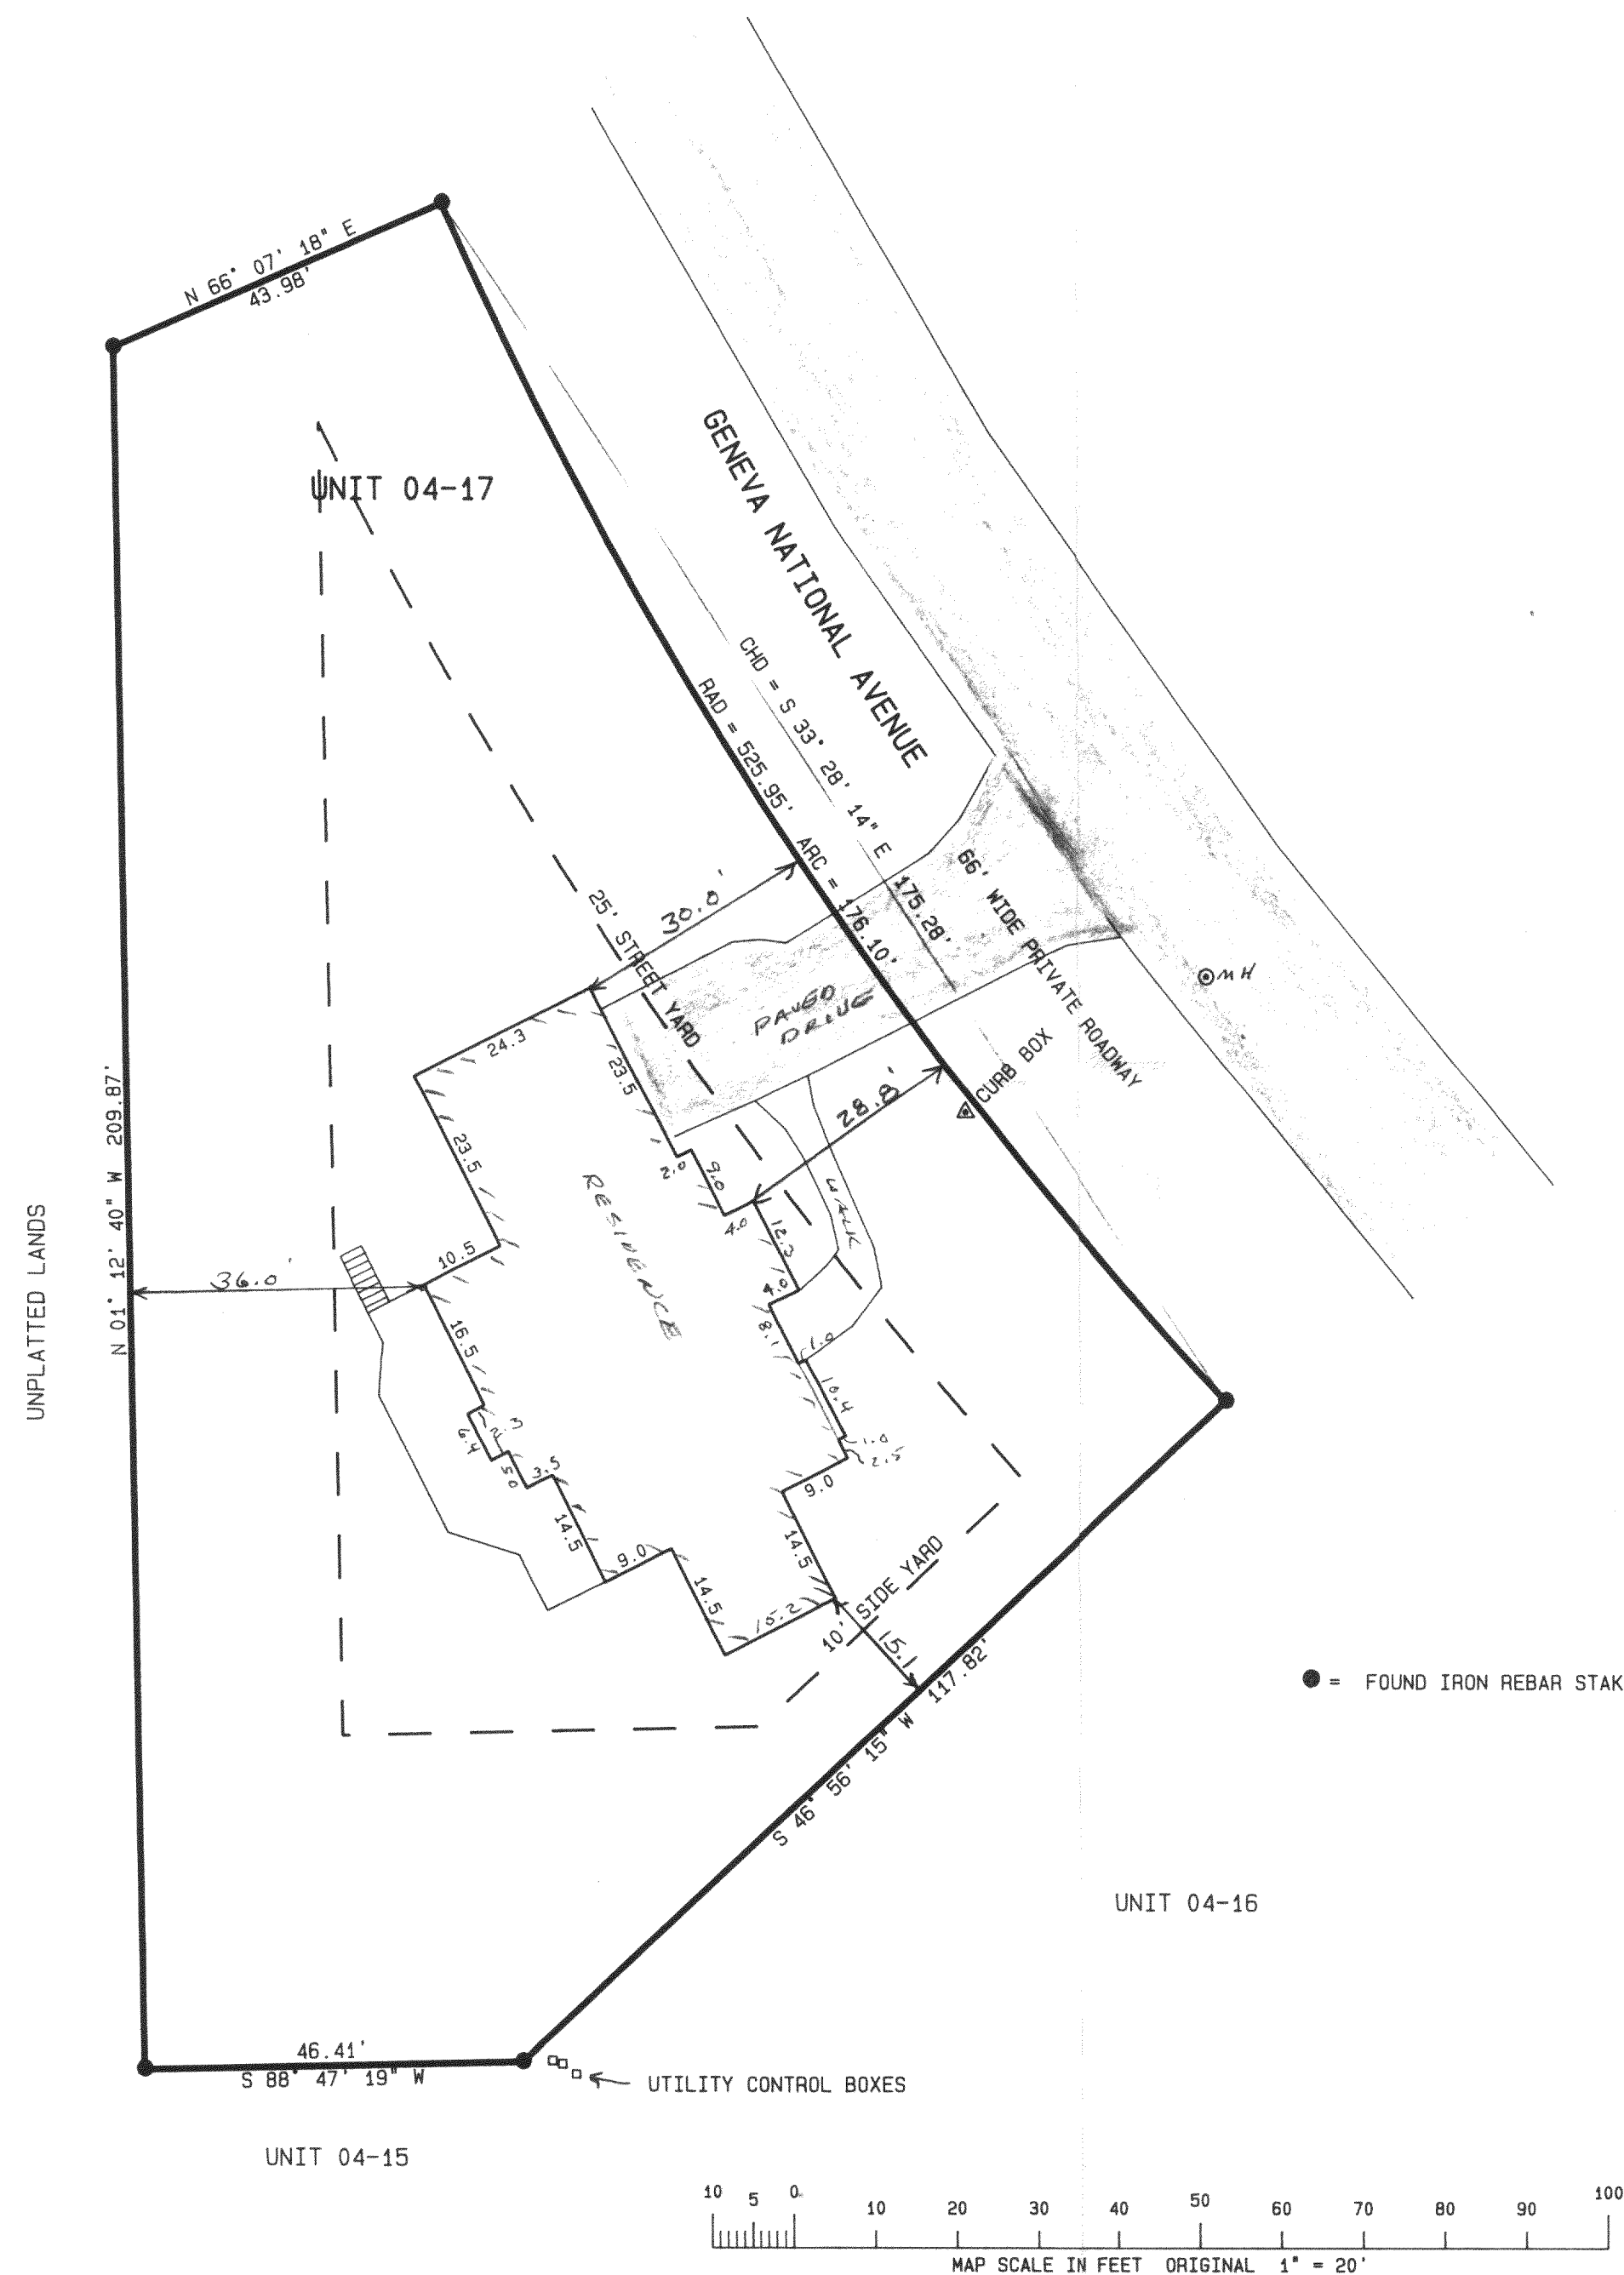 N 66° 07' 18" E
43.98'
UNIT 04-17
GENEVA NATIONAL AVENUE
CHD = S 33° 28' 14" E
175.28'
RAD = 525.95'
ARC = 176.10'
66' WIDE PRIVATE ROADWAY
25' STREET YARD
30.0'
PAVED
DRIVE
MH
CURB BOX
28.8'
24.3
23.5
23.5
2.0
9.0
4.0
WALK
12.3
RESIDENCE
UNPLATTED LANDS
N 01° 12' 40" W 209.87'
36.0'
10.5
4.0
8.1
1.0
16.5
10.4
2.3
6.4
5.0
3.5
1.0
2.5
9.0
14.5
14.5
9.0
14.5
15.2
10' SIDE YARD
15.1
S 46° 56' 15" W 117.82'
= FOUND IRON REBAR STAK
UNIT 04-16
46.41'
S 88° 47' 19" W
UTILITY CONTROL BOXES
UNIT 04-15
10 5 0 10 20 30 40 50 60 70 80 90 100
MAP SCALE IN FEET ORIGINAL 1" = 20'